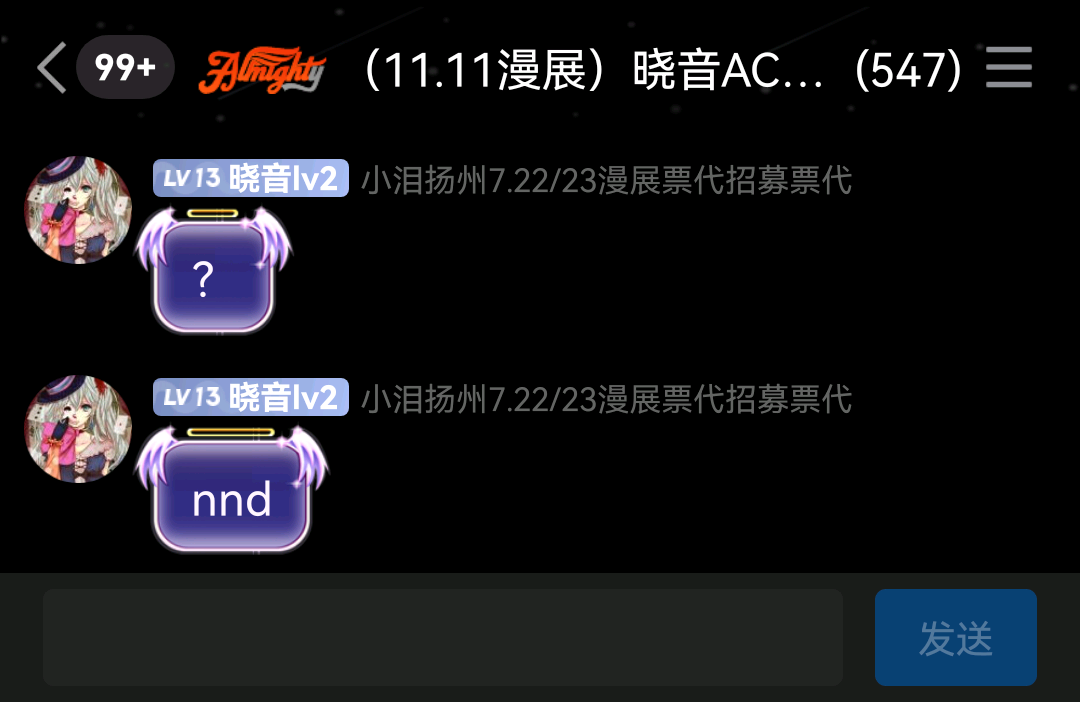 99+ Almighty （11.11漫展）晓音AC... (547)
LV13 晓音lv2 小泪扬州7.22/23漫展票代招募票代
?
LV13 晓音lv2 小泪扬州7.22/23漫展票代招募票代
nnd
发送